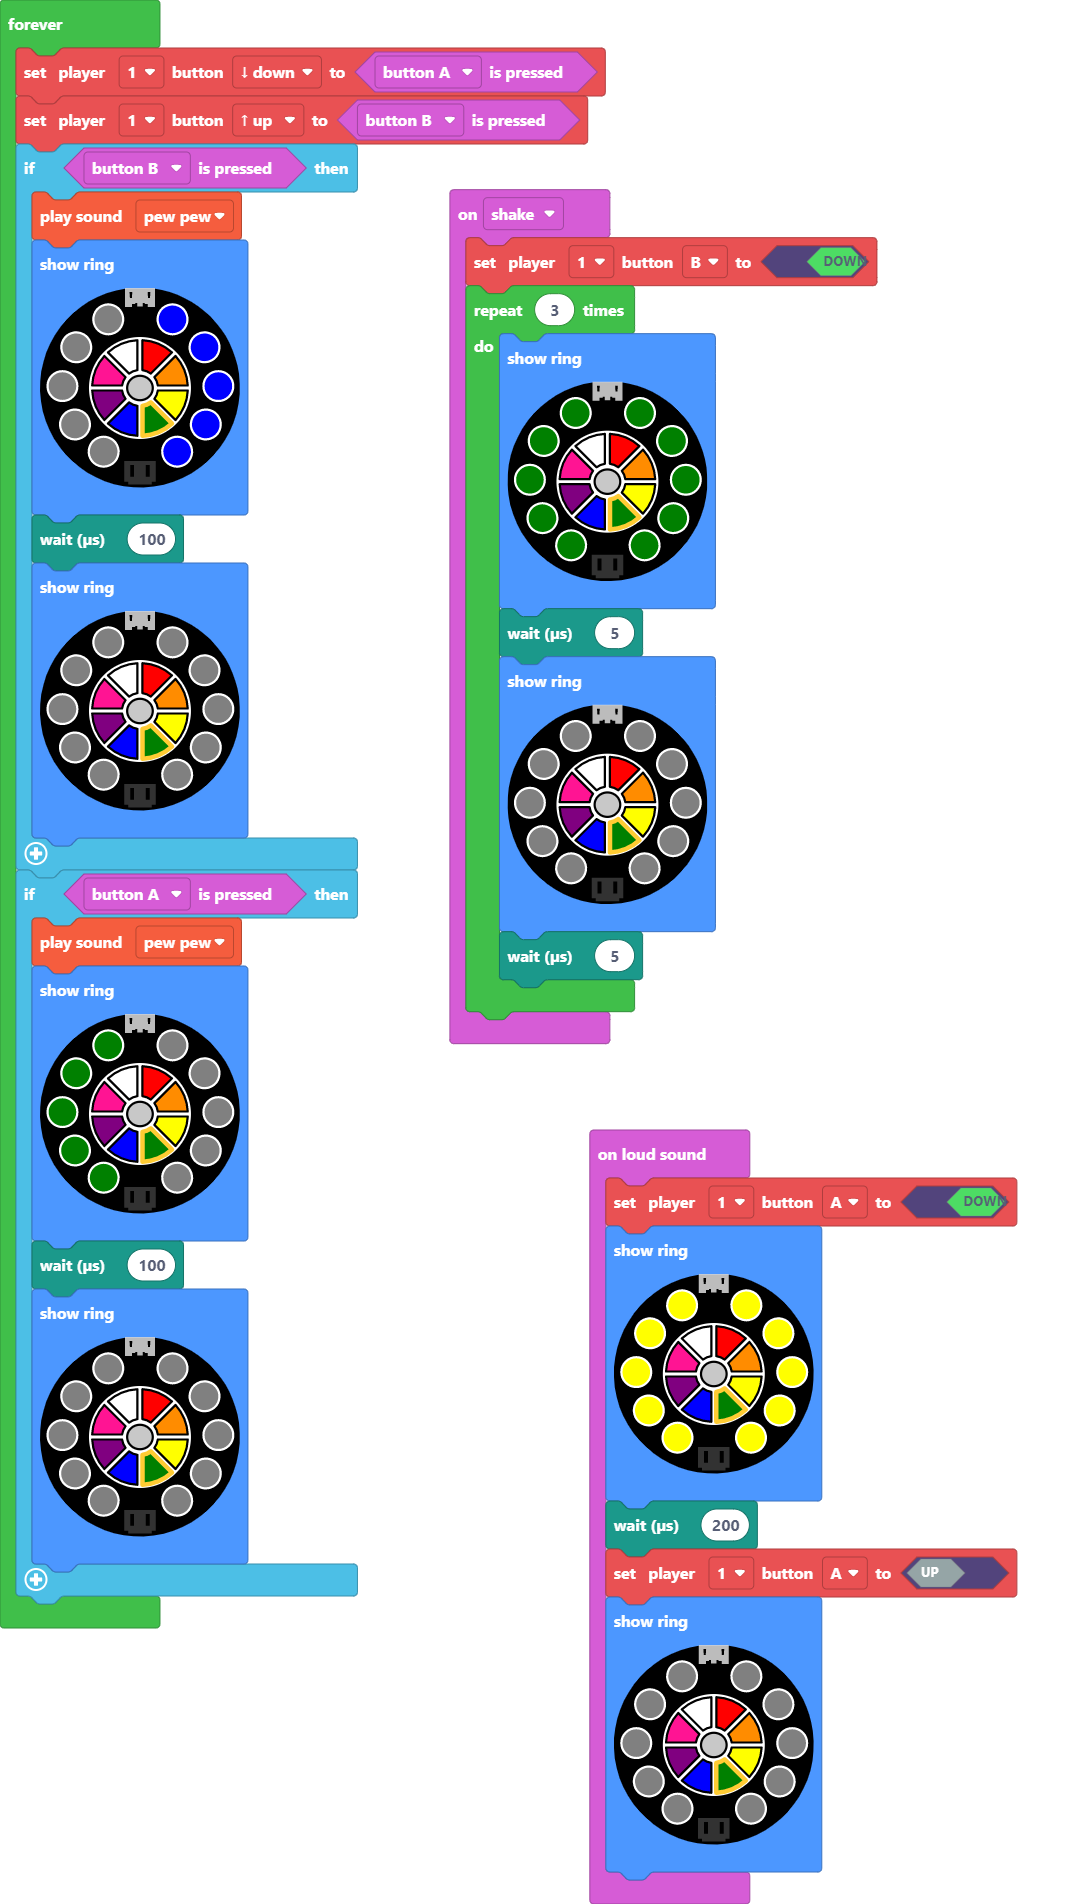 forever
set player 1 button ↓ down to button A is pressed
set player 1 button ↑ up to button B is pressed
if button B is pressed then
play sound pew pew
show ring
wait (µs) 100
show ring
if button A is pressed then
play sound pew pew
show ring
wait (µs) 100
show ring
on shake
set player 1 button B to DOWN
repeat 3 times
do show ring
wait (µs) 5
show ring
wait (µs) 5
on loud sound
set player 1 button A to DOWN
show ring
wait (µs) 200
set player 1 button A to UP
show ring